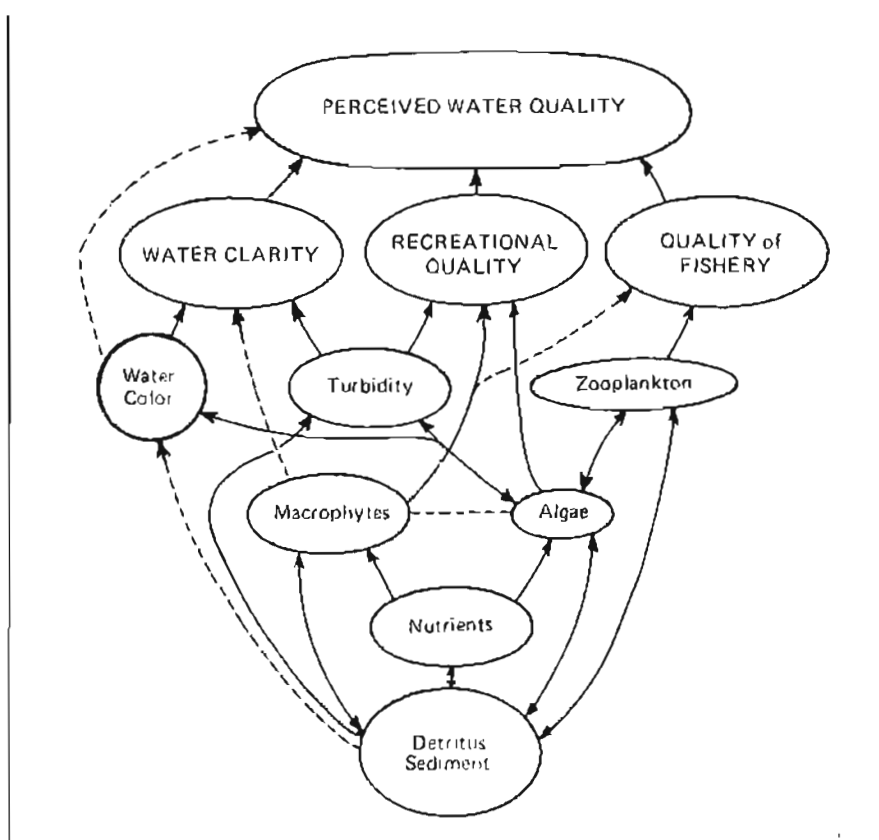 PERCEIVED WATER QUALITY
WATER CLARITY
RECREATIONAL
QUALITY
QUALITY of
FISHERY
Water
Color
Turbidity
Zooplankton
Macrophytes
Algae
Nutrients
Detritus
Sediment